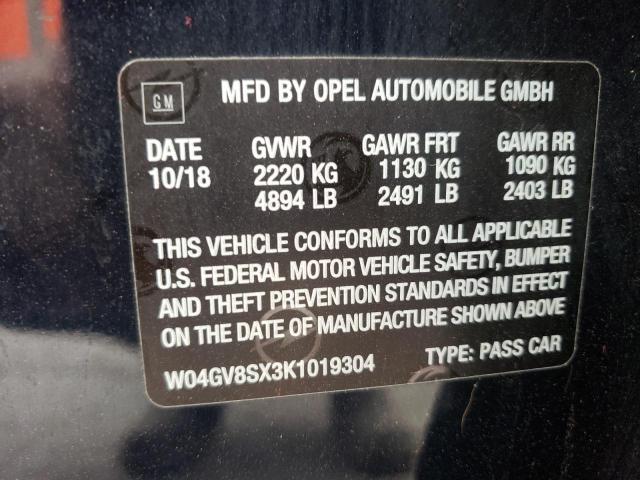 GM
MFD BY OPEL AUTOMOBILE GMBH
DATE GVWR GAWR FRT GAWR RR
10/18 2220 KG 1130 KG 1090 KG
4894 LB 2491 LB 2403 LB
THIS VEHICLE CONFORMS TO ALL APPLICABLE
U.S. FEDERAL MOTOR VEHICLE SAFETY, BUMPER
AND THEFT PREVENTION STANDARDS IN EFFECT
ON THE DATE OF MANUFACTURE SHOWN ABOVE
W04GV8SX3K1019304 TYPE: PASS CAR